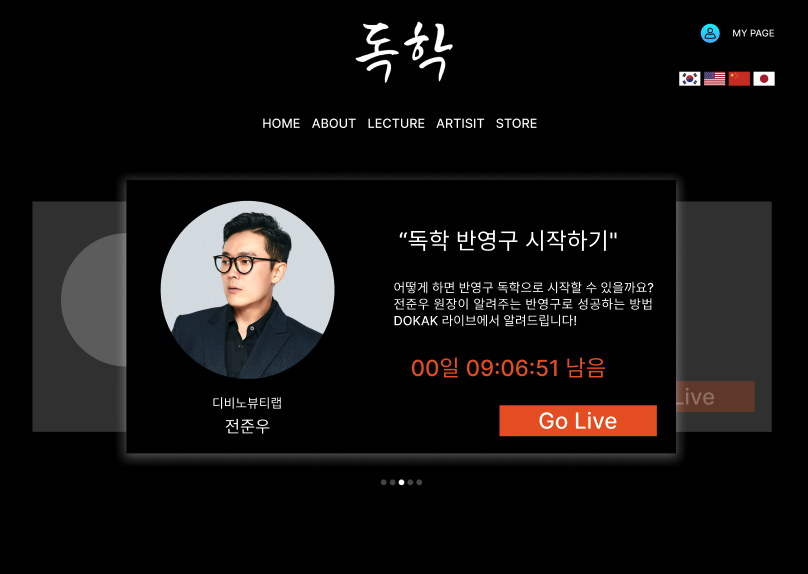 독학
MY PAGE
HOME ABOUT LECTURE ARTISIT STORE
“독학 반영구 시작하기"
어떻게 하면 반영구 독학으로 시작할 수 있을까요?
전준우 원장이 알려주는 반영구로 성공하는 방법
DOKAK 라이브에서 알려드립니다!
00일 09:06:51 남음
디비노뷰티랩
전준우
Go Live
Live